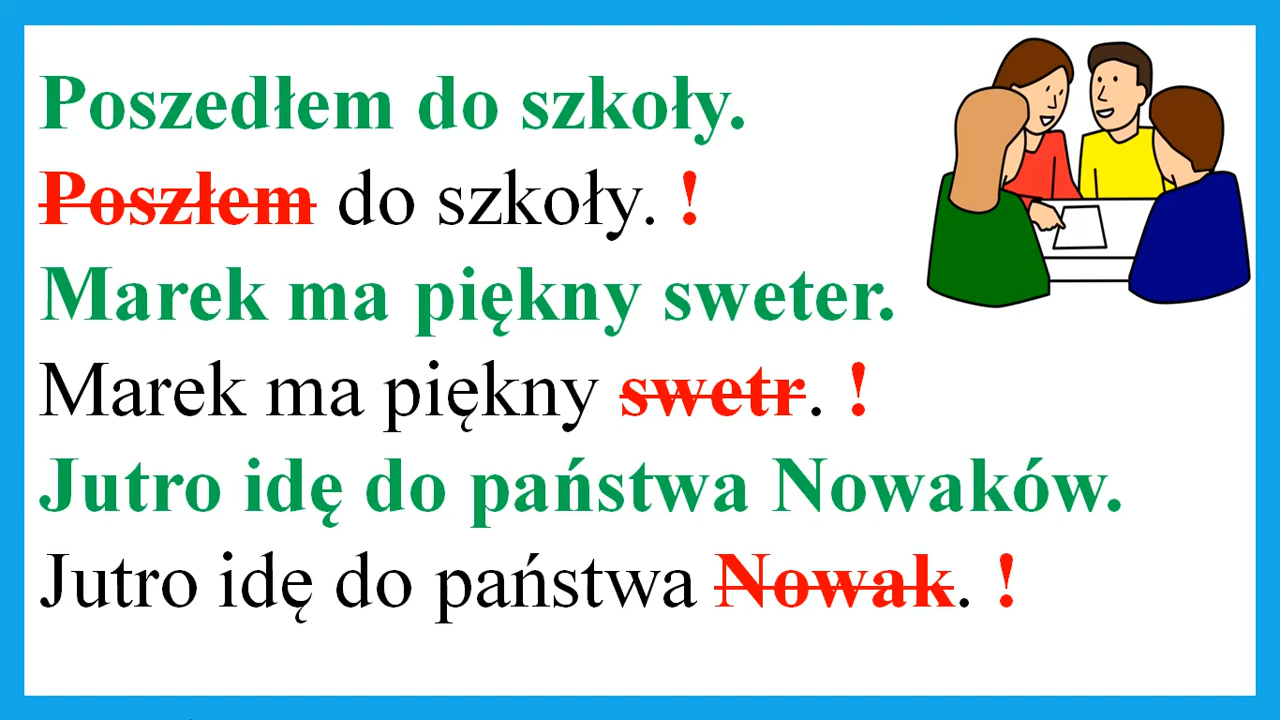 Poszedłem do szkoły.
Poszłem do szkoły. !
Marek ma piękny sweter.
Marek ma piękny swetr. !
Jutro idę do państwa Nowaków.
Jutro idę do państwa Nowak. !